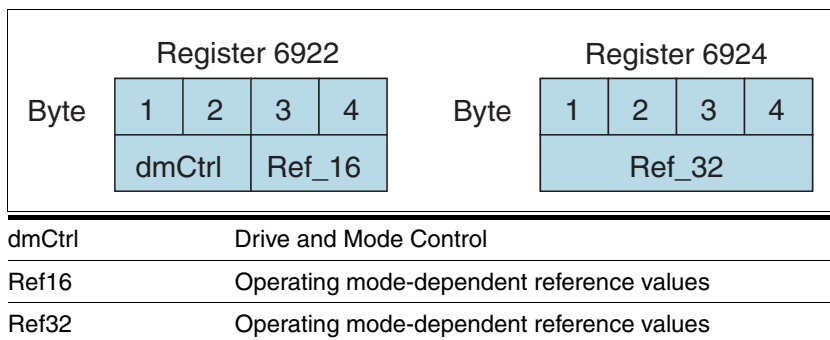 Register 6922 Register 6924
Byte 1 2 3 4 Byte 1 2 3 4
dmCtrl Ref_16 Ref_32
dmCtrl Drive and Mode Control
Ref16 Operating mode-dependent reference values
Ref32 Operating mode-dependent reference values